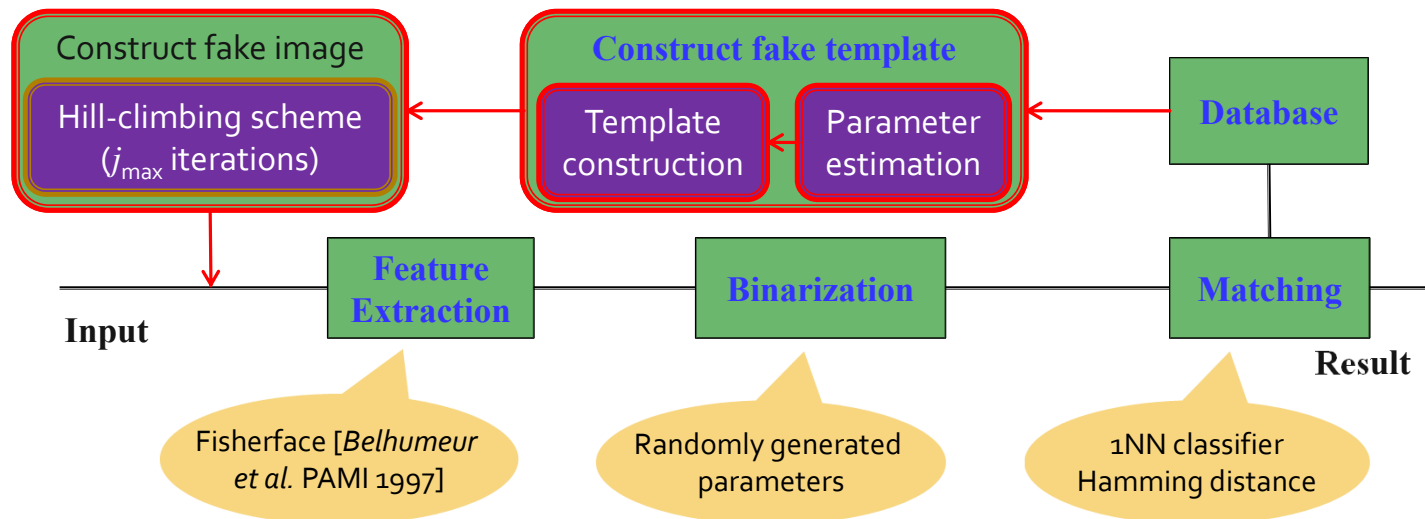 Construct fake image
Hill-climbing scheme
(jmax iterations)
Construct fake template
Template
construction
Parameter
estimation
Database
Feature
Extraction
Binarization
Matching
Input
Result
Fisherface [Belhumeur
et al. PAMI 1997]
Randomly generated
parameters
1NN classifier
Hamming distance